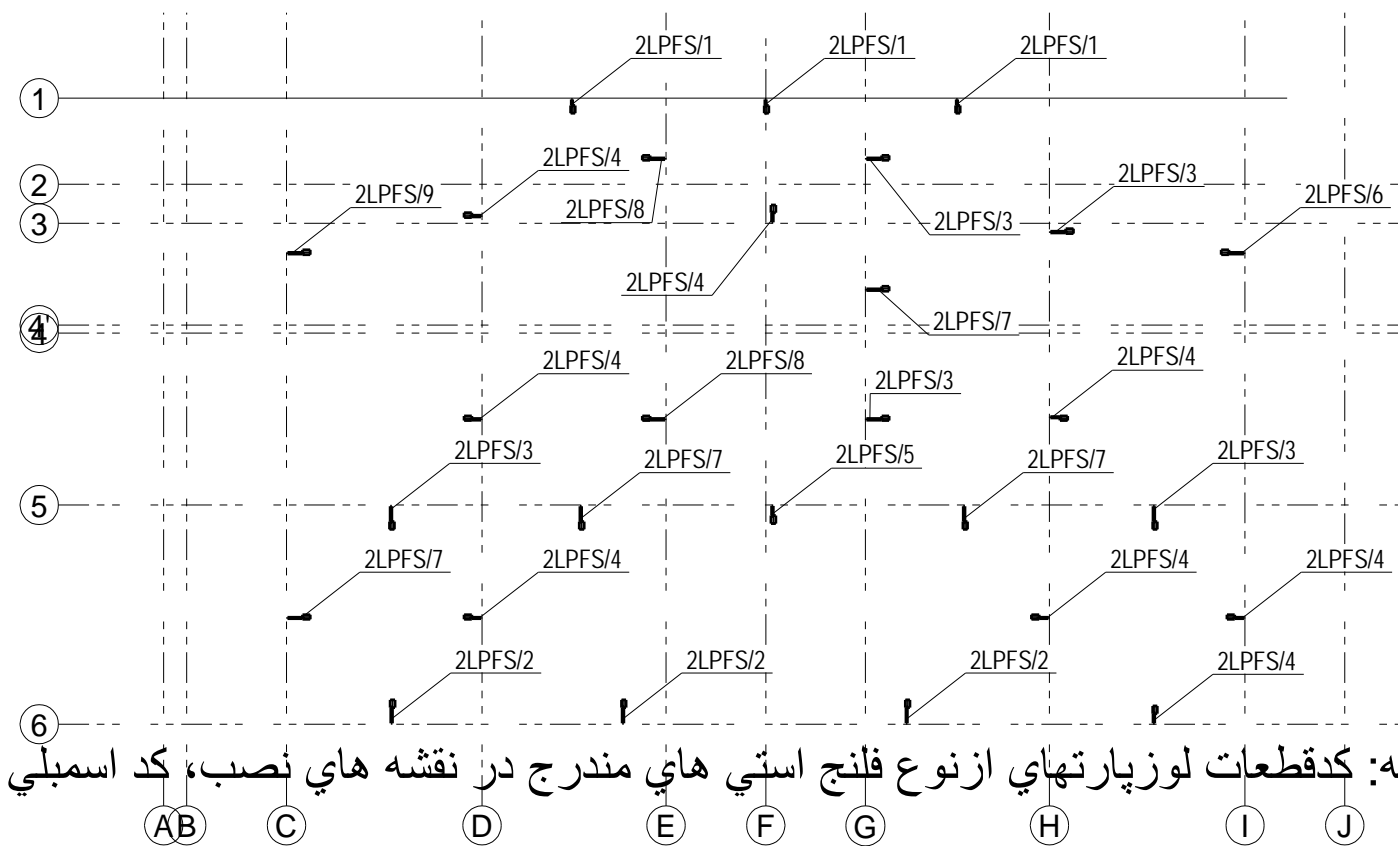 2LPFS/1 2LPFS/1 2LPFS/1
1
2LPFS/4
2LPFS/3
2
2LPFS/9 2LPFS/8 2LPFS/6
3
2LPFS/3
2LPFS/4
4'
2LPFS/7
4
2LPFS/4 2LPFS/8 2LPFS/4
2LPFS/3
2LPFS/3 2LPFS/7 2LPFS/5 2LPFS/7 2LPFS/3
5
2LPFS/7 2LPFS/4 2LPFS/4 2LPFS/4
2LPFS/2 2LPFS/2 2LPFS/2 2LPFS/4
6
ه: کدقطعات لوزپارتهاي ازنوع فلنج استي هاي مندرج در نقشه هاي نصب، کد اسمبلي
A B C D E F G H I J